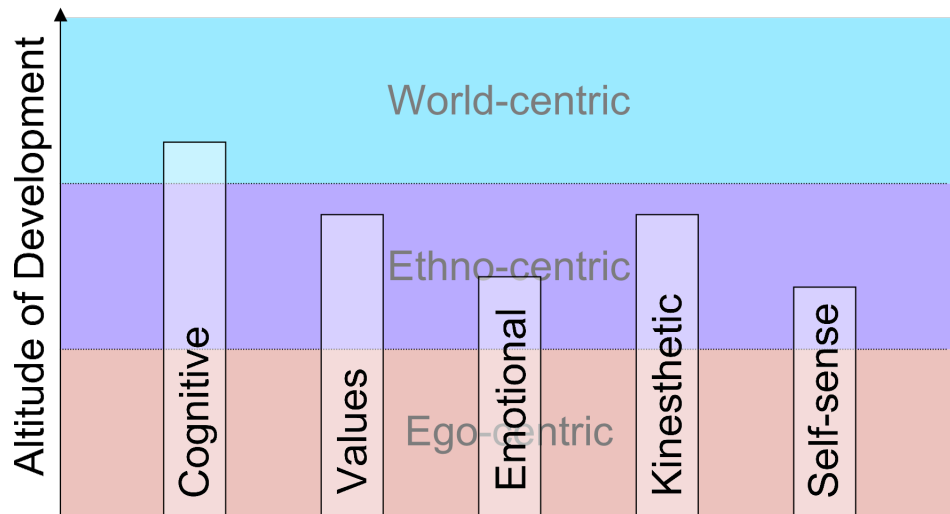 Altitude of Development
World-centric
Ethno-centric
Ego-centric
Cognitive
Values
Emotional
Kinesthetic
Self-sense